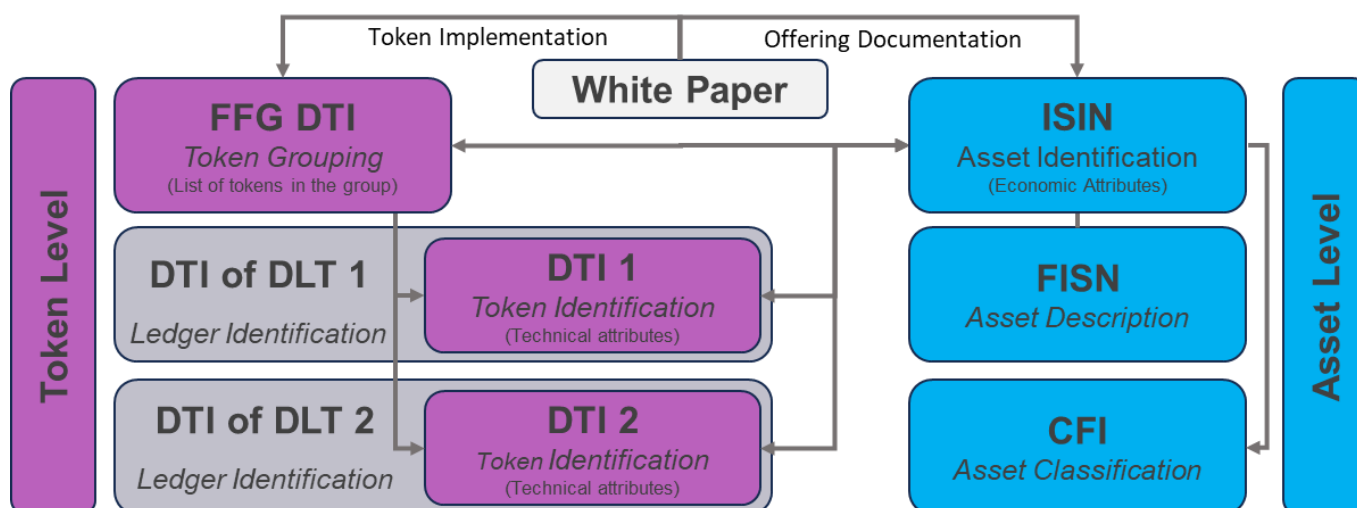 Token Implementation
Offering Documentation
White Paper
Token Level
FFG DTI
Token Grouping
(List of tokens in the group)
DTI of DLT 1
Ledger Identification
DTI 1
Token Identification
(Technical attributes)
DTI of DLT 2
Ledger Identification
DTI 2
Token Identification
(Technical attributes)
ISIN
Asset Identification
(Economic Attributes)
FISN
Asset Description
CFI
Asset Classification
Asset Level